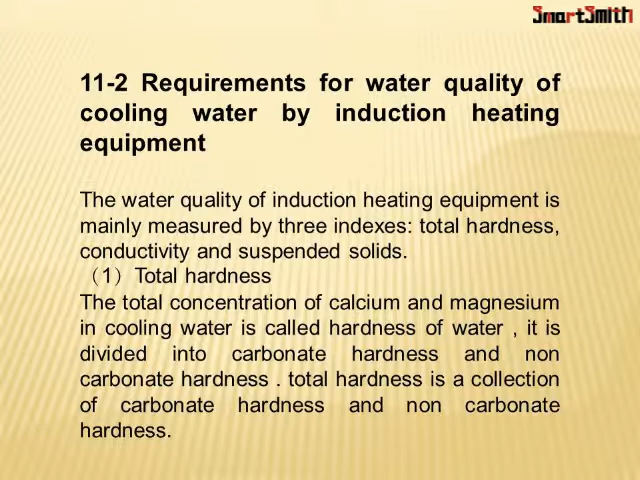 SmartSmith
11-2 Requirements for water quality of
cooling water by induction heating
equipment
The water quality of induction heating equipment is
mainly measured by three indexes: total hardness,
conductivity and suspended solids.
（1）Total hardness
The total concentration of calcium and magnesium
in cooling water is called hardness of water , it is
divided into carbonate hardness and non
carbonate hardness . total hardness is a collection
of carbonate hardness and non carbonate
hardness.